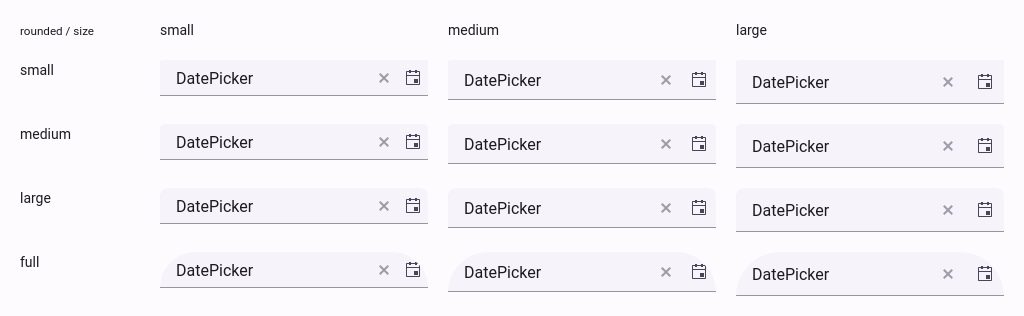 rounded / size small medium large
small DatePicker DatePicker DatePicker
medium DatePicker DatePicker DatePicker
large DatePicker DatePicker DatePicker
full DatePicker DatePicker DatePicker